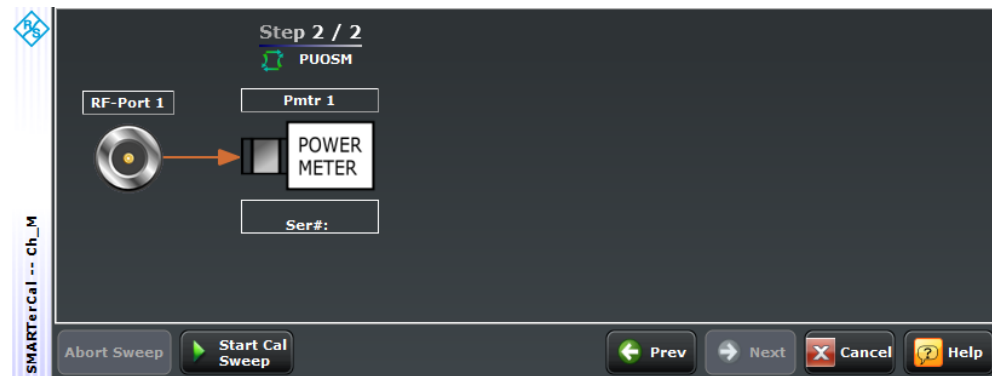 R&S
Step 2 / 2
PUOSM
RF-Port 1
Pmtr 1
POWER
METER
Ser#:
SMARTerCal -- Ch_M
Abort Sweep
Start Cal
Sweep
Prev
Next
X Cancel
? Help